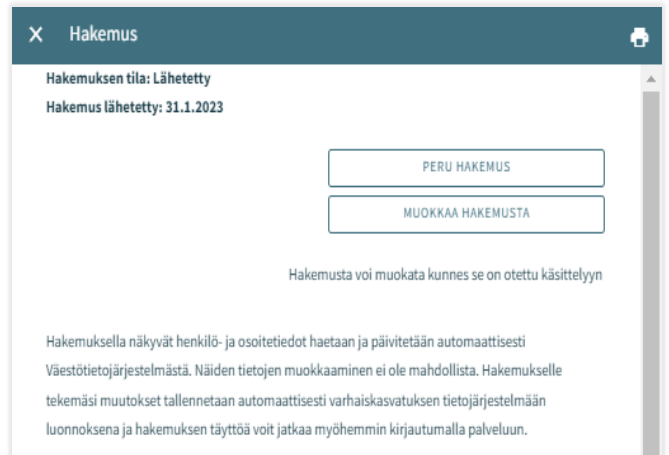 Hakemus
Hakemuksen tila: Lähetetty
Hakemus lähetetty: 31.1.2023
PERU HAKEMUS
MUOKKAA HAKEMUSTA
Hakemusta voi muokata kunnes se on otettu käsittelyyn
Hakemuksella näkyvät henkilö- ja osoitetiedot haetaan ja päivitetään automaattisesti
Väestötietojärjestelmästä. Näiden tietojen muokkaaminen ei ole mahdollista. Hakemukselle
tekemäsi muutokset tallennetaan automaattisesti varhaiskasvatuksen tietojärjestelmään
luonnoksena ja hakemuksen täyttöä voit jatkaa myöhemmin kirjautumalla palveluun.